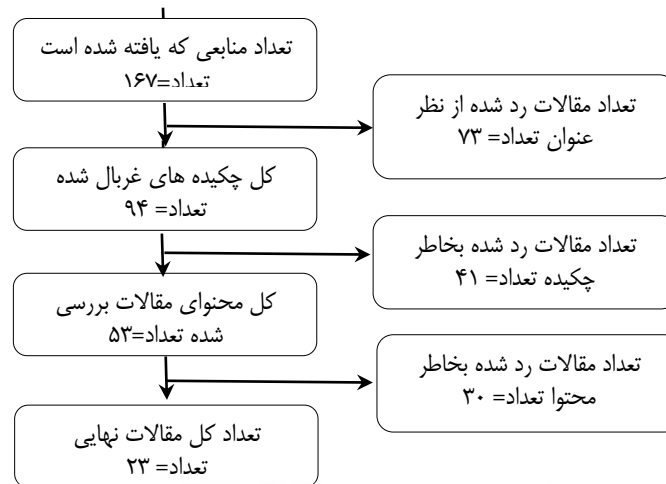 تعداد منابعی که یافته شده است
تعداد=۱۶۷
تعداد مقالات رد شده از نظر
عنوان تعداد= ۷۳
کل چکیده های غربال شده
تعداد= ۹۴
تعداد مقالات رد شده بخاطر
چکیده تعداد= ۴۱
کل محنوای مقالات بررسی
شده تعداد=۵۳
تعداد مقالات رد شده بخاطر
محتوا تعداد= ۳۰
تعداد کل مقالات نهایی
تعداد= ۲۳